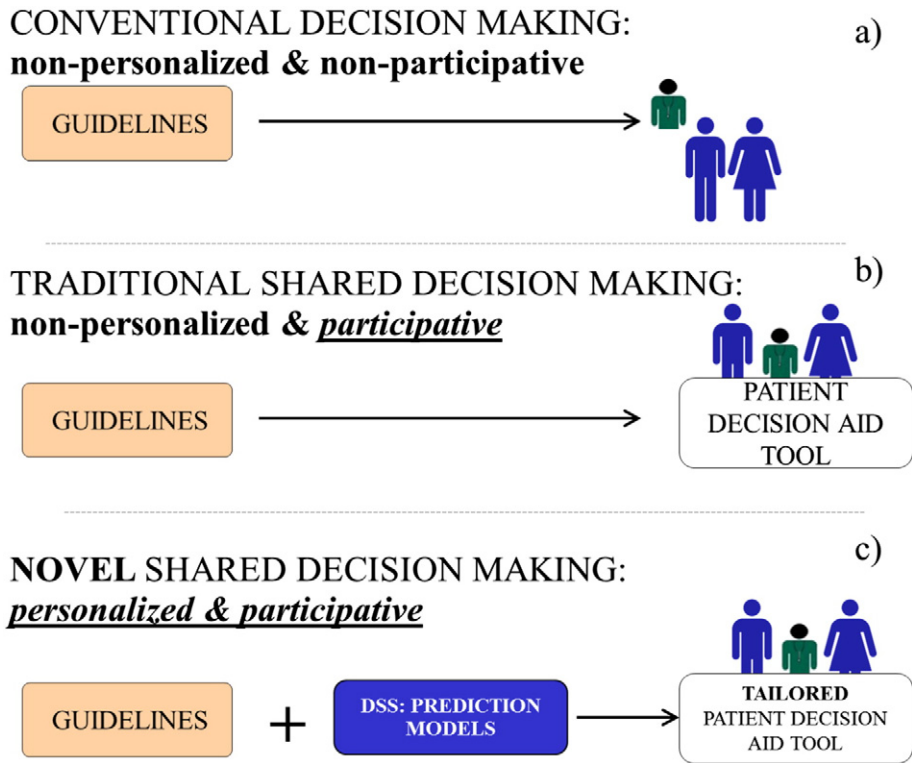 CONVENTIONAL DECISION MAKING:
a)
non-personalized & non-participative
GUIDELINES
TRADITIONAL SHARED DECISION MAKING:
b)
non-personalized & participative
GUIDELINES
PATIENT
DECISION AID
TOOL
c)
NOVEL SHARED DECISION MAKING:
personalized & participative
GUIDELINES
+
DSS: PREDICTION
MODELS
TAILORED
PATIENT DECISION
AID TOOL